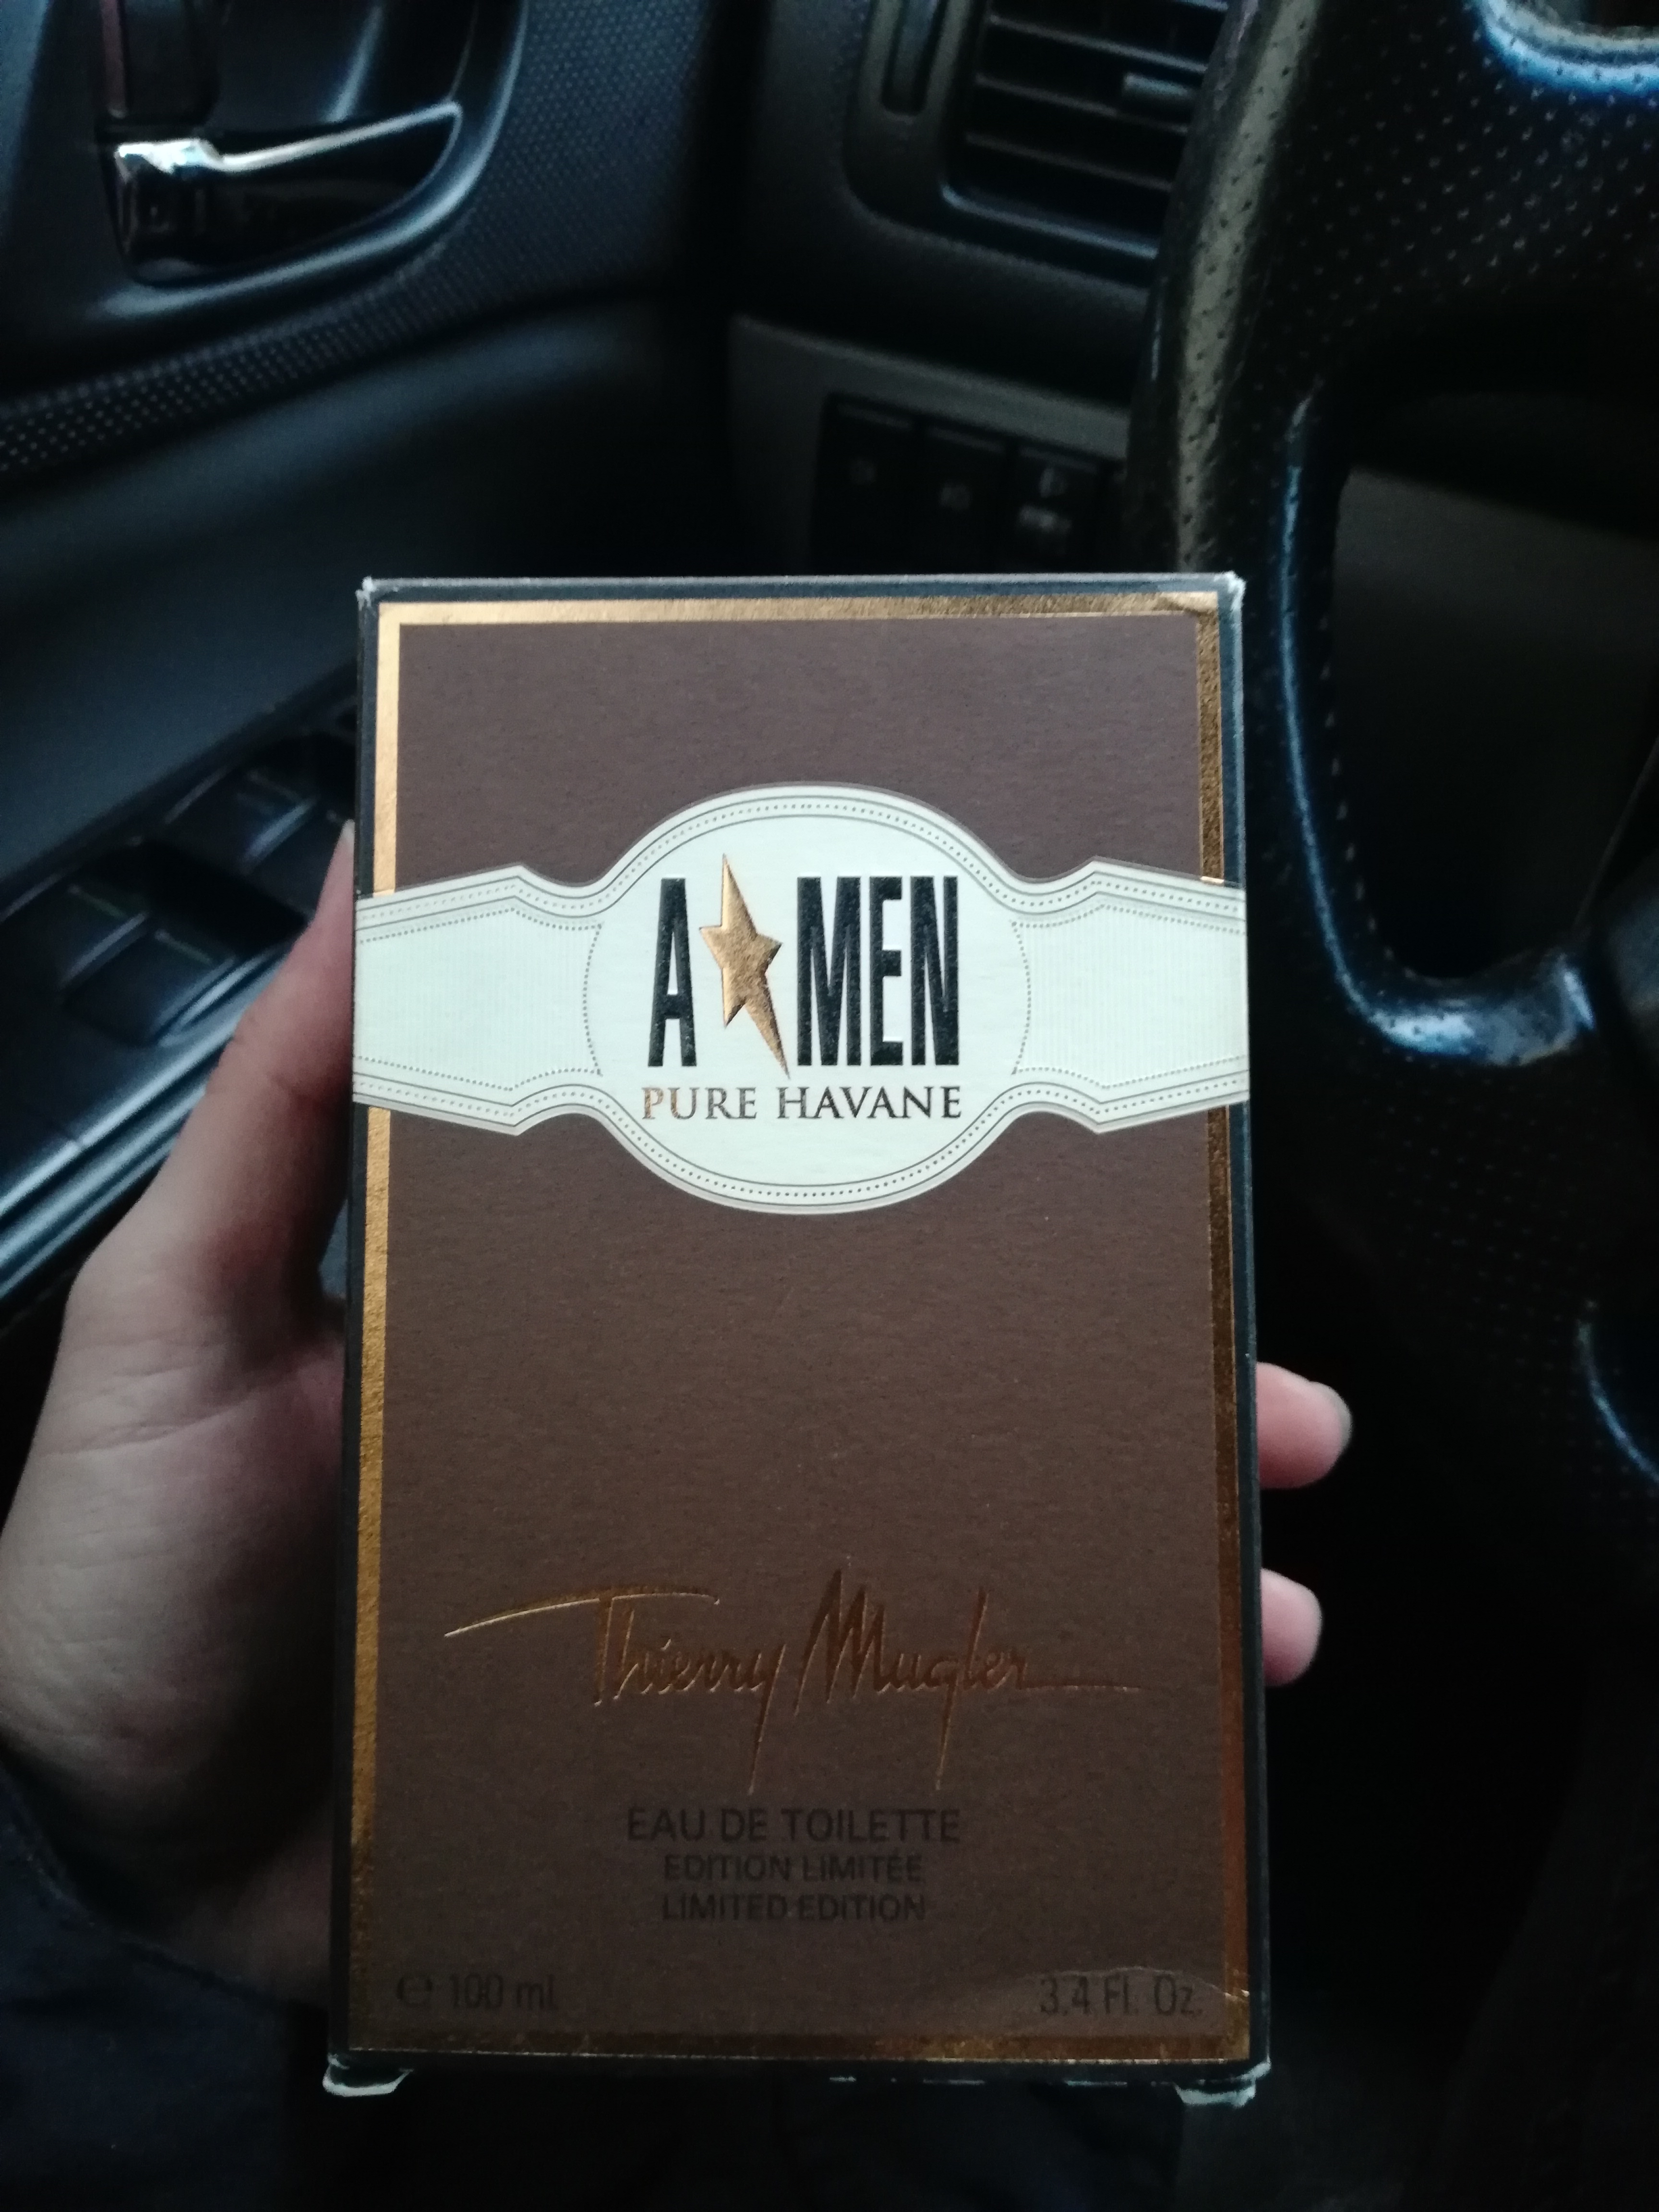 A★MEN
PURE HAVANE
Thierry Mugler
EAU DE TOILETTE
EDITION LIMITÉE
LIMITED EDITION
℮ 100 ml 3.4 Fl. Oz.